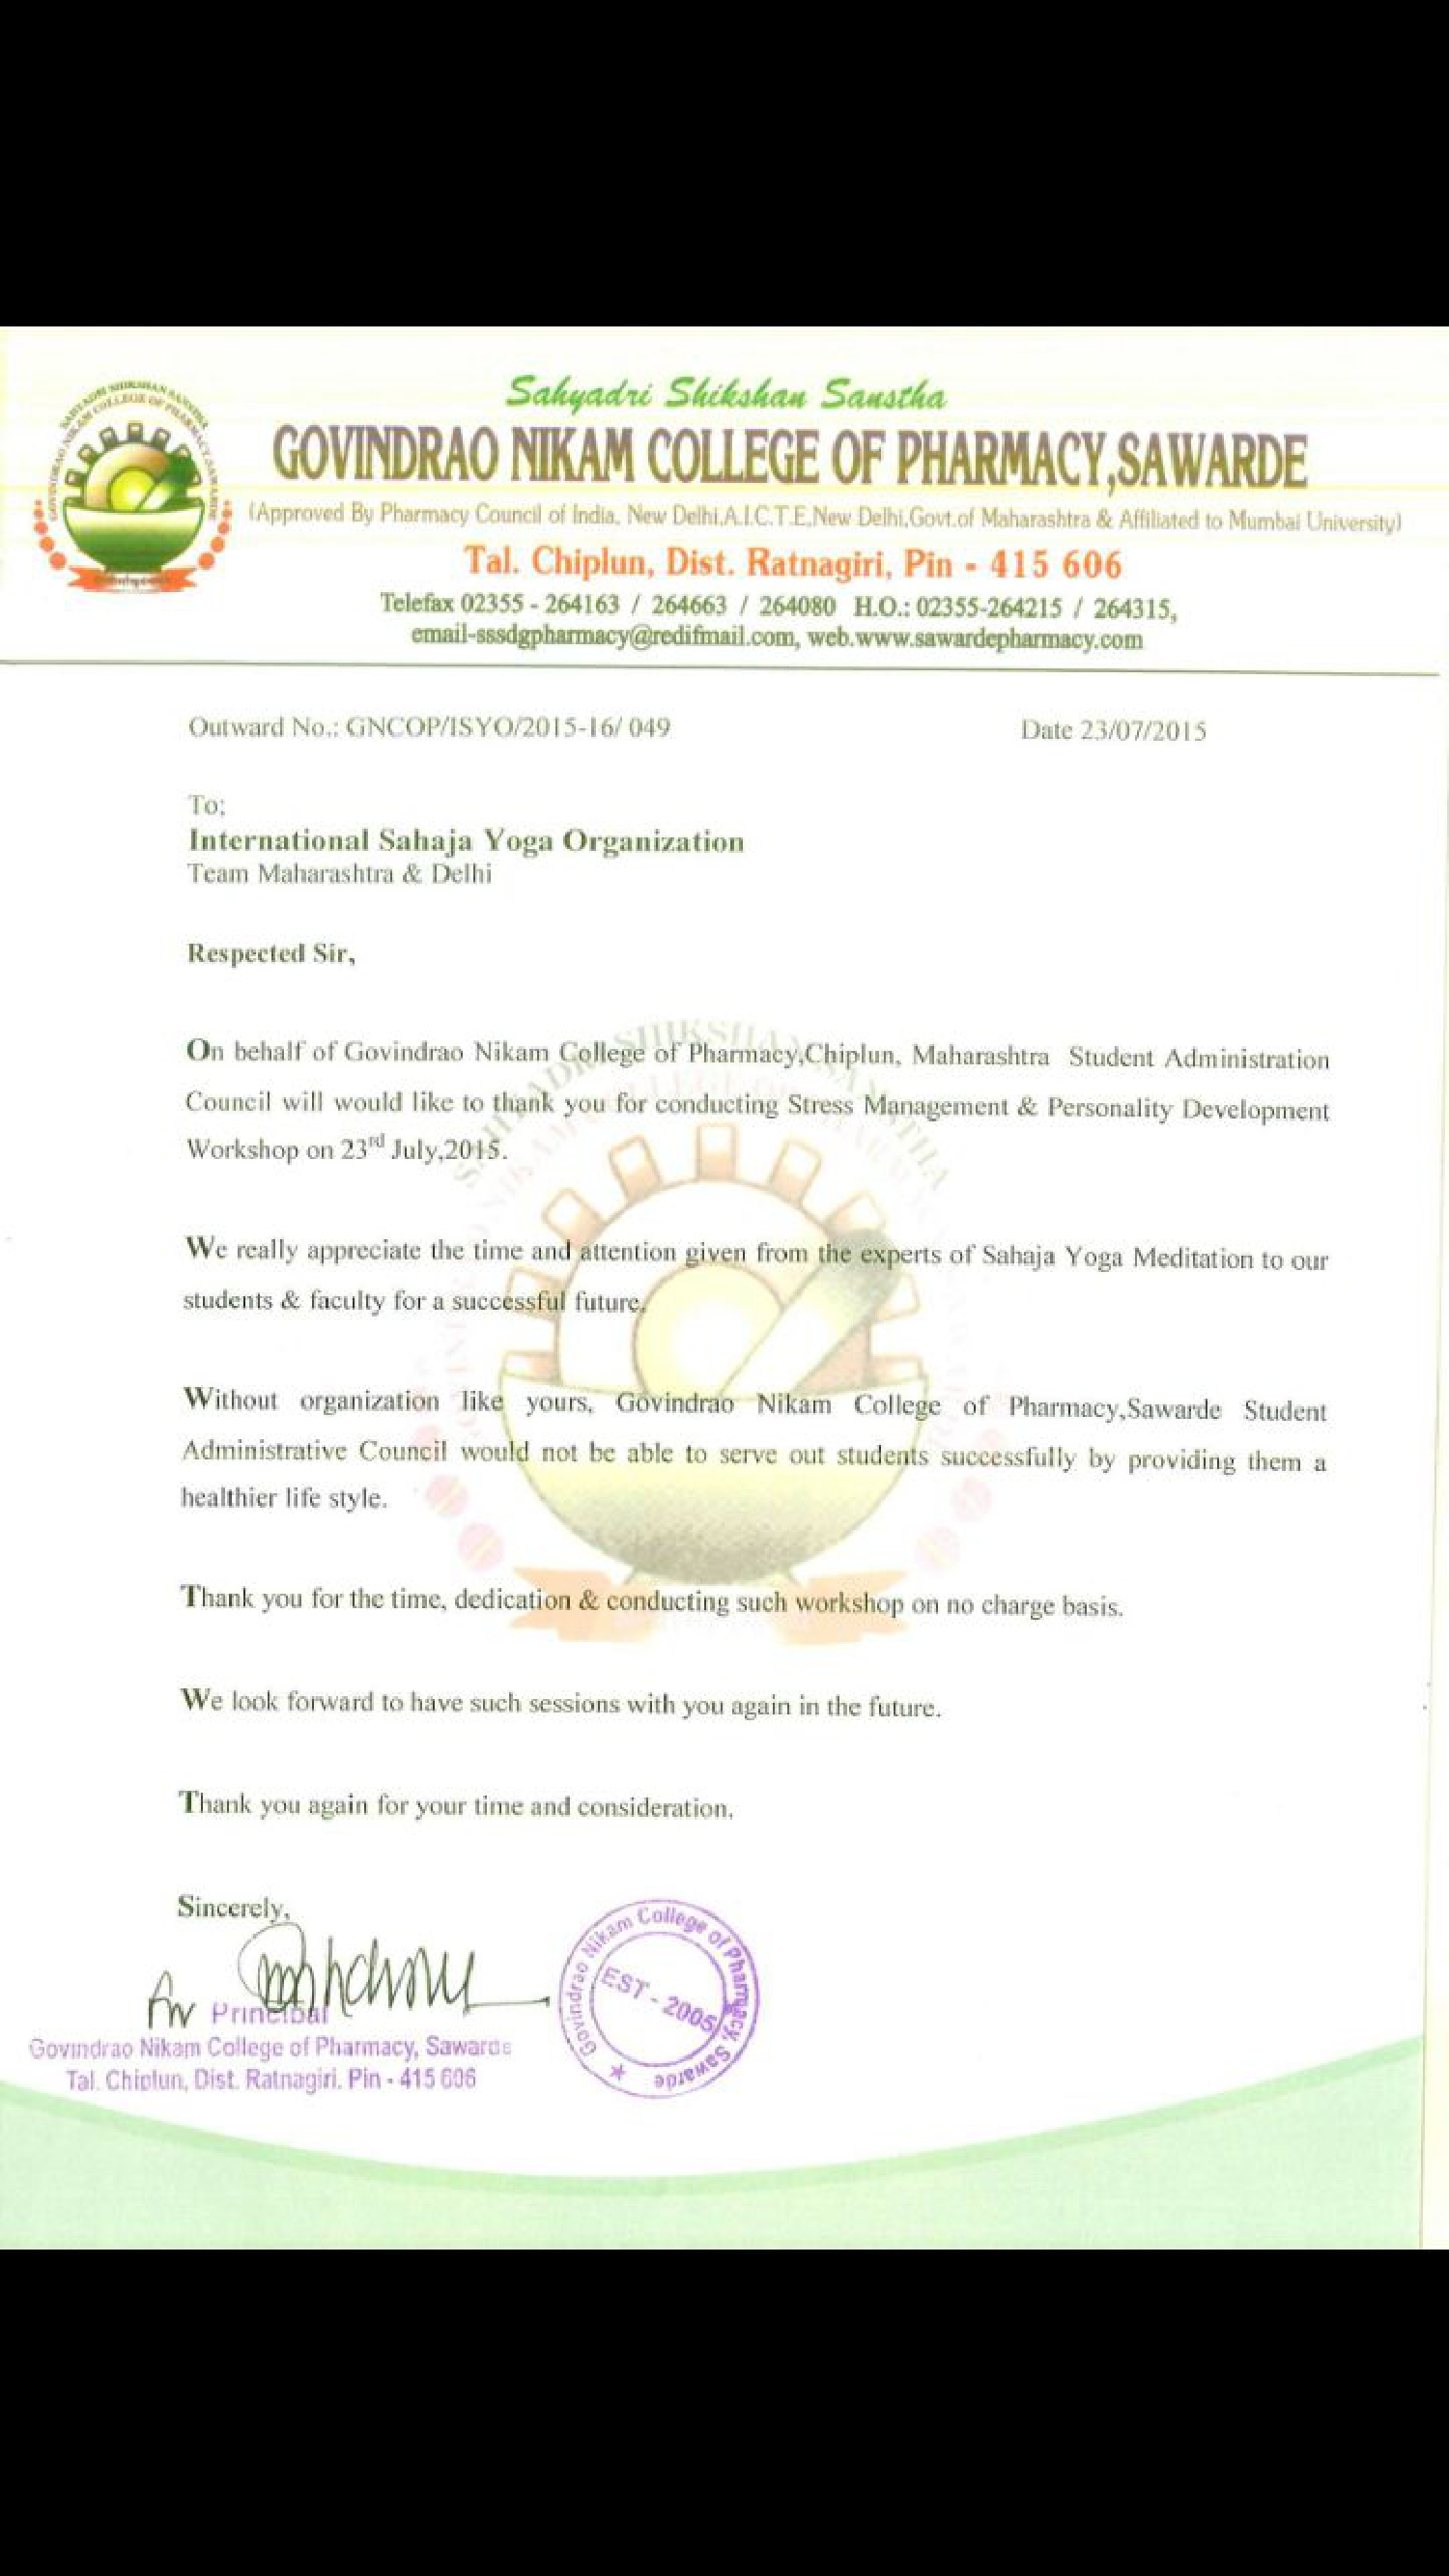 SAHYADRI SHIKSHAN SANSTHA
GOVINDRAO NIKAM COLLEGE OF PHARMACY, SAWARDE
Sahyadri Shikshan Sanstha
GOVINDRAO NIKAM COLLEGE OF PHARMACY,SAWARDE
(Approved By Pharmacy Council of India, New Delhi,A.I.C.T.E,New Delhi,Govt.of Maharashtra & Affiliated to Mumbai University)
Tal. Chiplun, Dist. Ratnagiri, Pin - 415 606
Telefax 02355 - 264163 / 264663 / 264080 H.O.: 02355-264215 / 264315,
email-sssdgpharmacy@redifmail.com, web.www.sawardepharmacy.com
Outward No.: GNCOP/ISYO/2015-16/ 049
Date 23/07/2015
To;
International Sahaja Yoga Organization
Team Maharashtra & Delhi
Respected Sir,
On behalf of Govindrao Nikam College of Pharmacy,Chiplun, Maharashtra Student Administration
Council will would like to thank you for conducting Stress Management & Personality Development
Workshop on 23rd July,2015.
We really appreciate the time and attention given from the experts of Sahaja Yoga Meditation to our
students & faculty for a successful future.
Without organization like yours, Govindrao Nikam College of Pharmacy,Sawarde Student
Administrative Council would not be able to serve out students successfully by providing them a
healthier life style.
Thank you for the time, dedication & conducting such workshop on no charge basis.
We look forward to have such sessions with you again in the future.
Thank you again for your time and consideration,
Sincerely,
For Principal
Govindrao Nikam College of Pharmacy, Sawarde
Tal. Chiplun, Dist. Ratnagiri. Pin - 415 606
Govindrao Nikam College of Pharmacy, Sawarde
EST - 2005